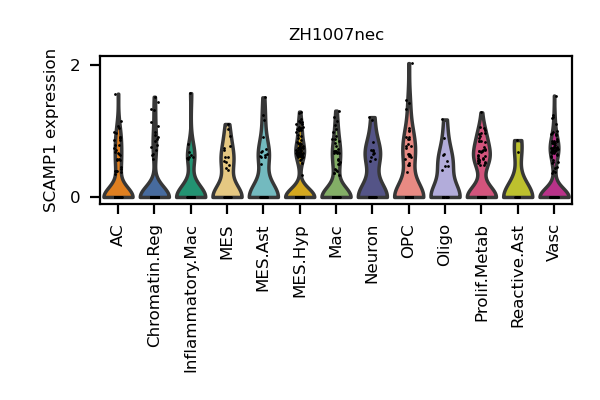 ZH1007nec
SCAMP1 expression
2
0
AC
Chromatin.Reg
Inflammatory.Mac
MES
MES.Ast
MES.Hyp
Mac
Neuron
OPC
Oligo
Prolif.Metab
Reactive.Ast
Vasc